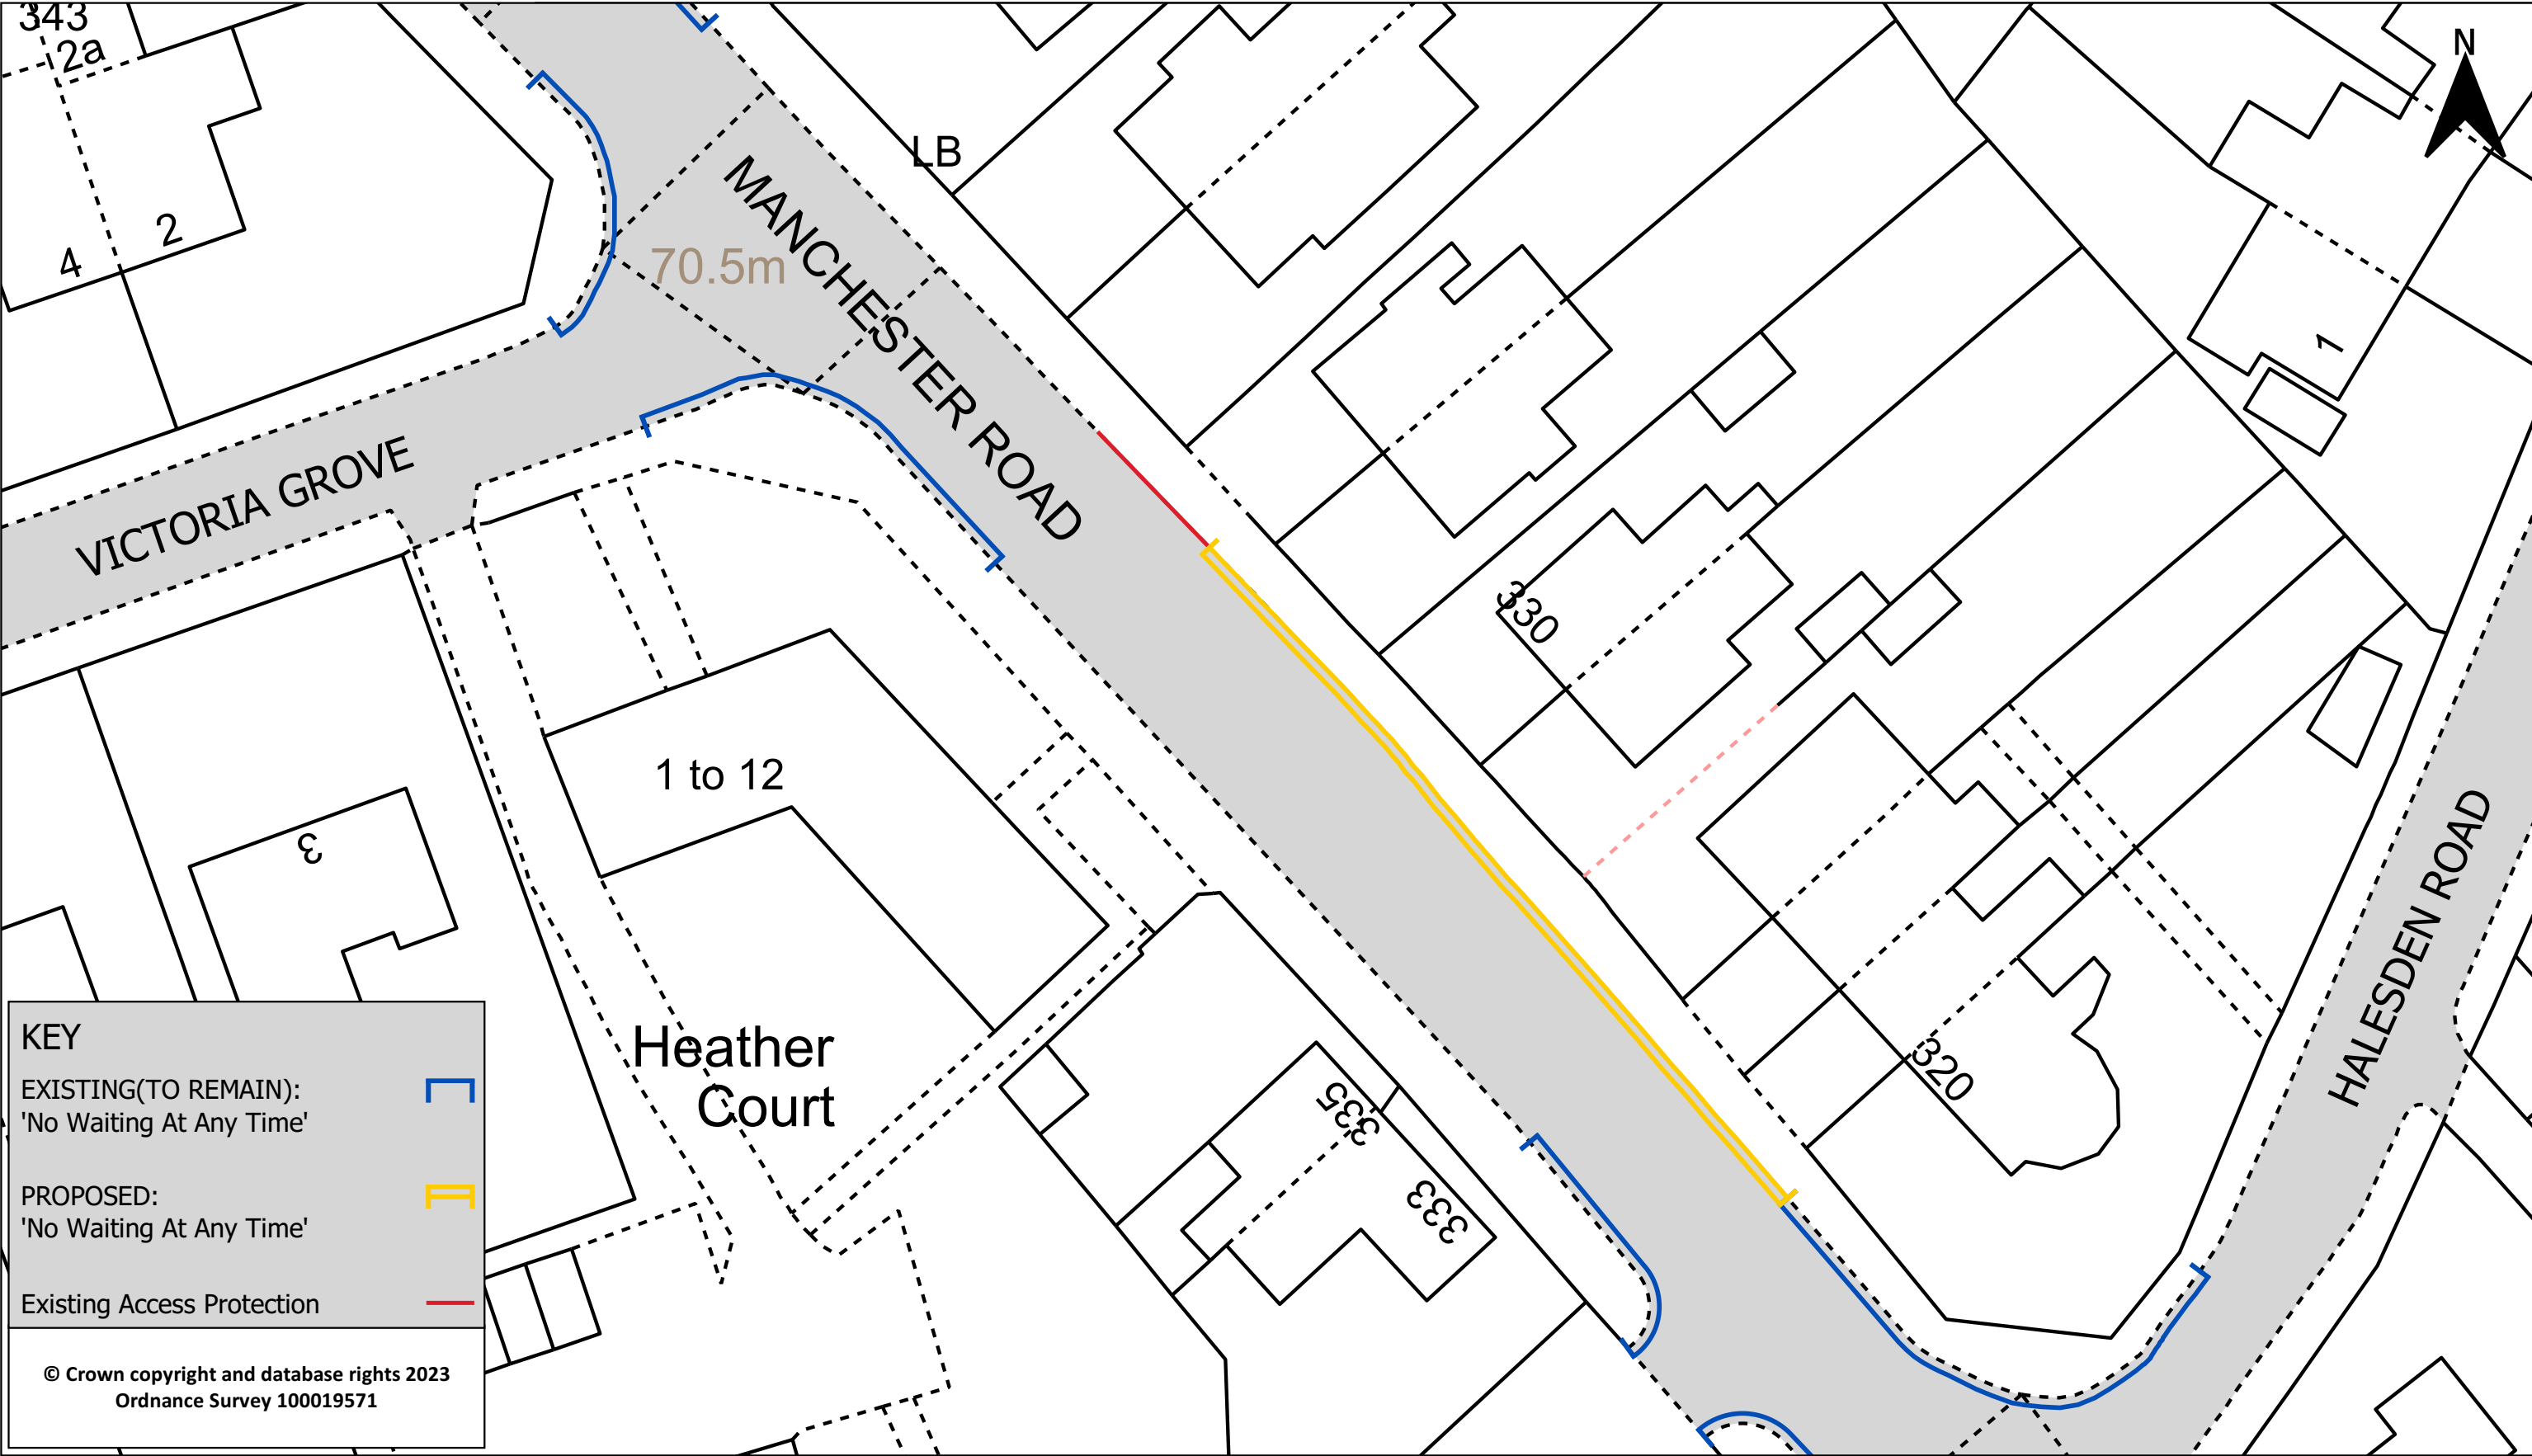 343
2a
N
LB
2
4
70.5m
MANCHESTER ROAD
1
VICTORIA GROVE
330
1 to 12
3
HALESDEN ROAD
Heather
Court
320
335
333
KEY
EXISTING(TO REMAIN):
'No Waiting At Any Time'
PROPOSED:
'No Waiting At Any Time'
Existing Access Protection
© Crown copyright and database rights 2023
Ordnance Survey 100019571